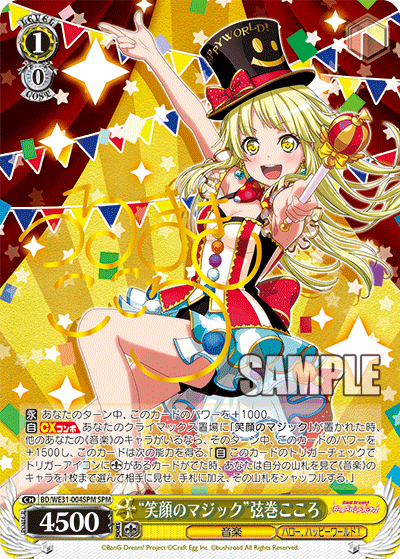 LEVEL
1
0
COST
PPYWORLD!
こころ
SAMPLE
永 あなたのターン中、このカードのパワーを+1000。
自 CXコンボ あなたのクライマックス置場に「笑顔のマジック」が置かれた時、
他のあなたの《音楽》のキャラがいるなら、そのターン中、このカードのパワーを
+1500し、このカードは次の能力を得る。『自 このカードのトリガーチェックで
トリガーアイコンに があるカードがでた時、あなたは自分の山札を見て《音楽》の
キャラを1枚まで選んで相手に見せ、手札に加え、その山札をシャッフルする。』
CH
BD/WE31-004SPM SPM
4500
“笑顔のマジック”弦巻こころ
音楽
ハロー、ハッピーワールド!
©BanG Dream! Project ©Craft Egg Inc. ©bushiroad All Rights Reserved.